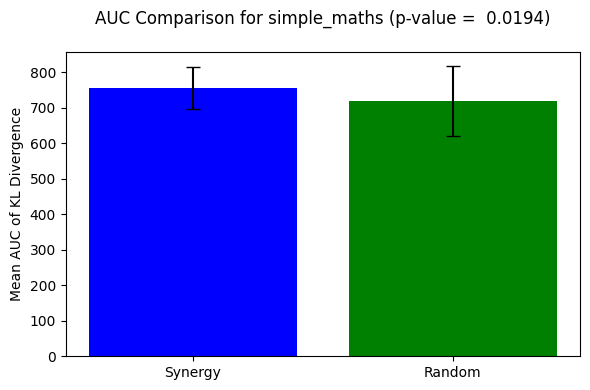 AUC Comparison for simple_maths (p-value =  0.0194)
Mean AUC of KL Divergence
800
700
600
500
400
300
200
100
0
Synergy
Random